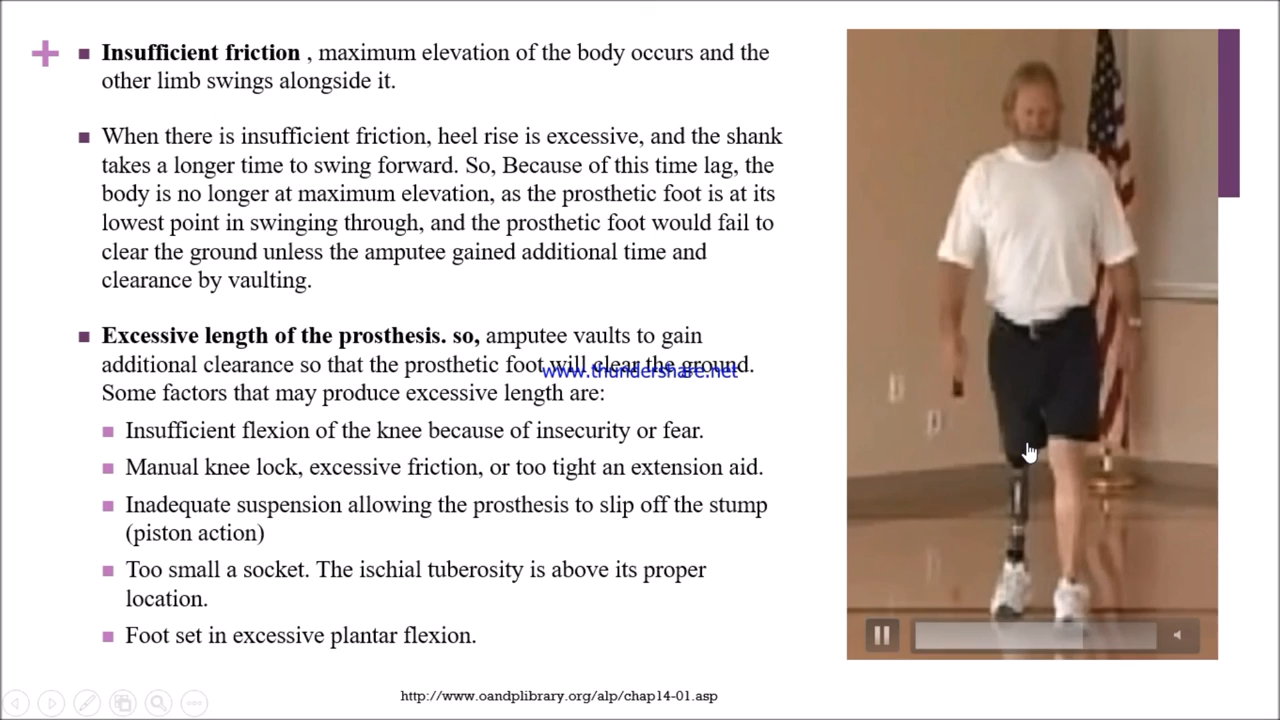 Insufficient friction , maximum elevation of the body occurs and the
other limb swings alongside it.
When there is insufficient friction, heel rise is excessive, and the shank
takes a longer time to swing forward. So, Because of this time lag, the
body is no longer at maximum elevation, as the prosthetic foot is at its
lowest point in swinging through, and the prosthetic foot would fail to
clear the ground unless the amputee gained additional time and
clearance by vaulting.
Excessive length of the prosthesis. so, amputee vaults to gain
additional clearance so that the prosthetic foot will clear the ground.
www.thundershare.net
Some factors that may produce excessive length are:
Insufficient flexion of the knee because of insecurity or fear.
Manual knee lock, excessive friction, or too tight an extension aid.
Inadequate suspension allowing the prosthesis to slip off the stump
(piston action)
Too small a socket. The ischial tuberosity is above its proper
location.
Foot set in excessive plantar flexion.
http://www.oandplibrary.org/alp/chap14-01.asp